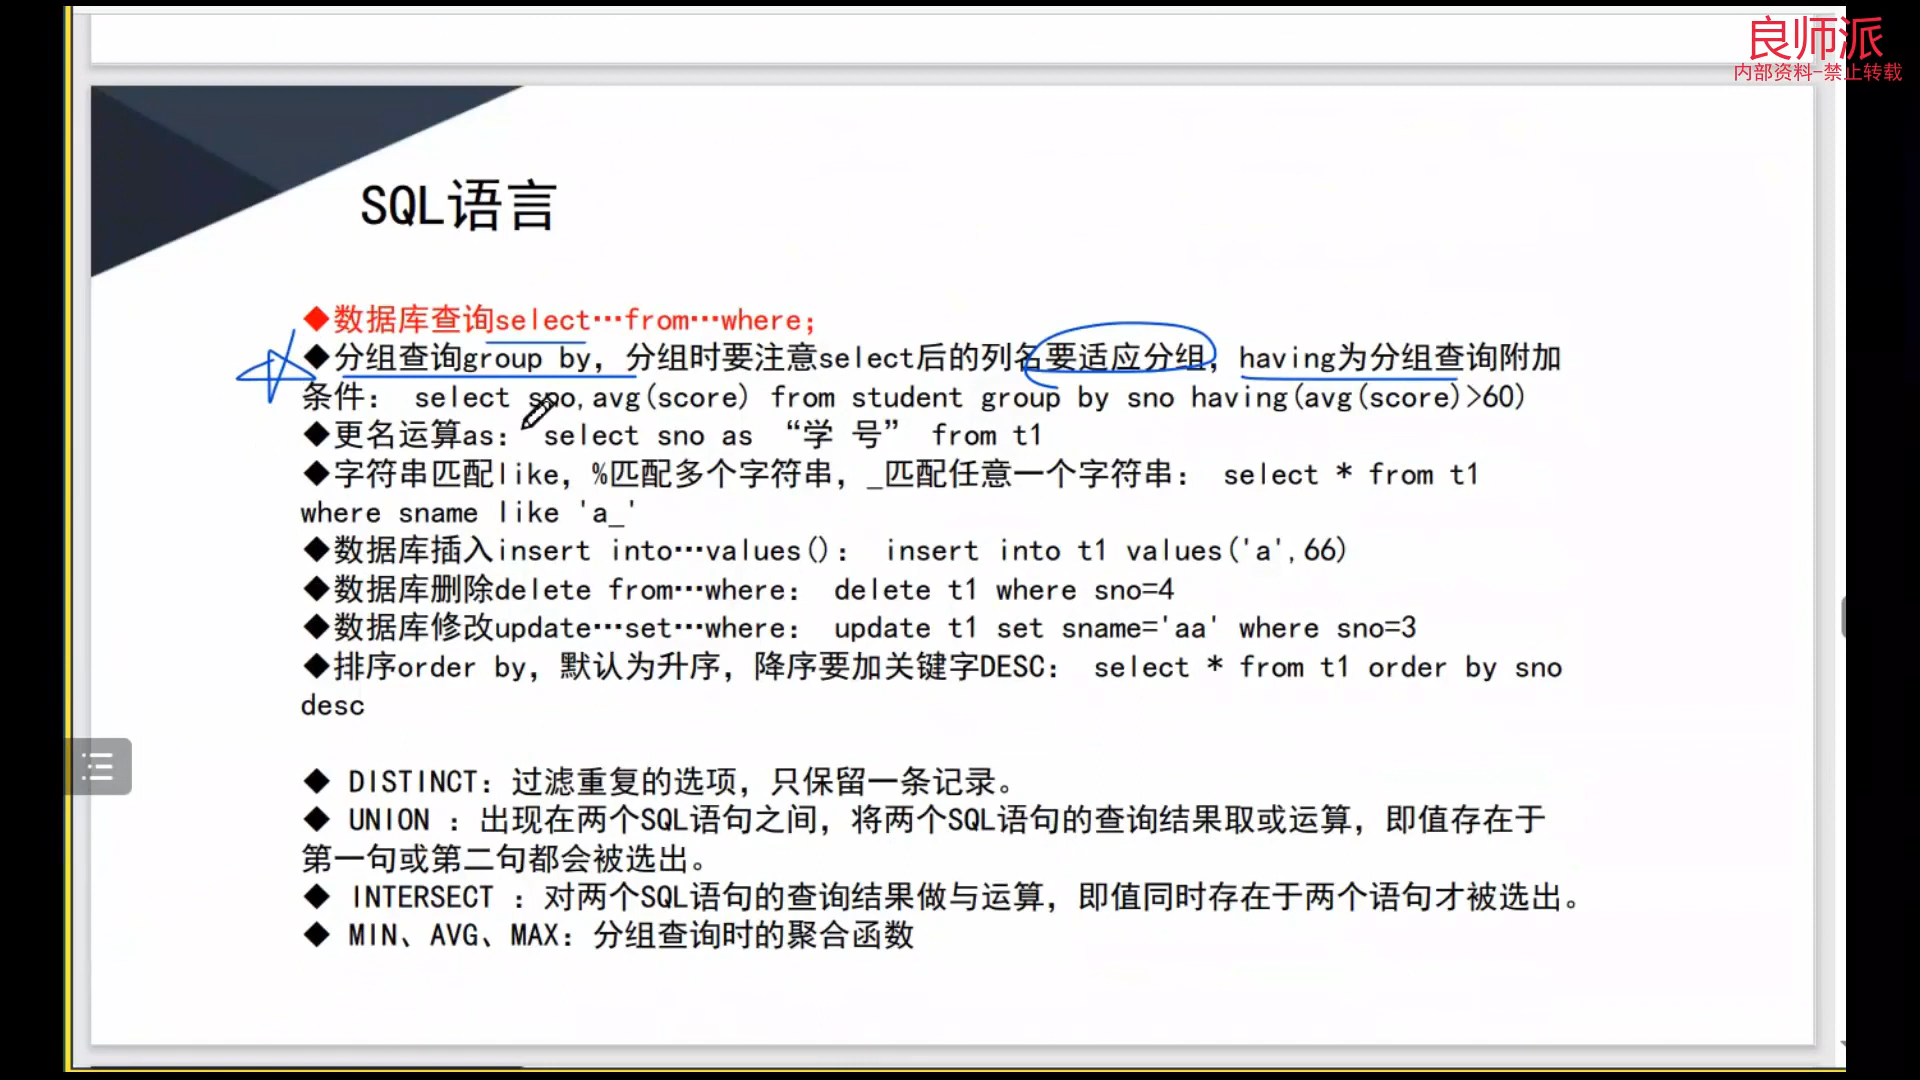 良师派
内部资料-禁止转载
SQL语言
◆数据库查询select…from…where;
◆分组查询group by，分组时要注意select后的列名要适应分组，having为分组查询附加
条件： select sno,avg(score) from student group by sno having(avg(score)>60)
◆更名运算as： select sno as “学 号” from t1
◆字符串匹配like，%匹配多个字符串，_匹配任意一个字符串： select * from t1
where sname like 'a_'
◆数据库插入insert into…values()： insert into t1 values('a',66)
◆数据库删除delete from…where： delete t1 where sno=4
◆数据库修改update…set…where： update t1 set sname='aa' where sno=3
◆排序order by，默认为升序，降序要加关键字DESC： select * from t1 order by sno
desc
◆ DISTINCT：过滤重复的选项，只保留一条记录。
◆ UNION ：出现在两个SQL语句之间，将两个SQL语句的查询结果取或运算，即值存在于
第一句或第二句都会被选出。
◆ INTERSECT ：对两个SQL语句的查询结果做与运算，即值同时存在于两个语句才被选出。
◆ MIN、AVG、MAX：分组查询时的聚合函数